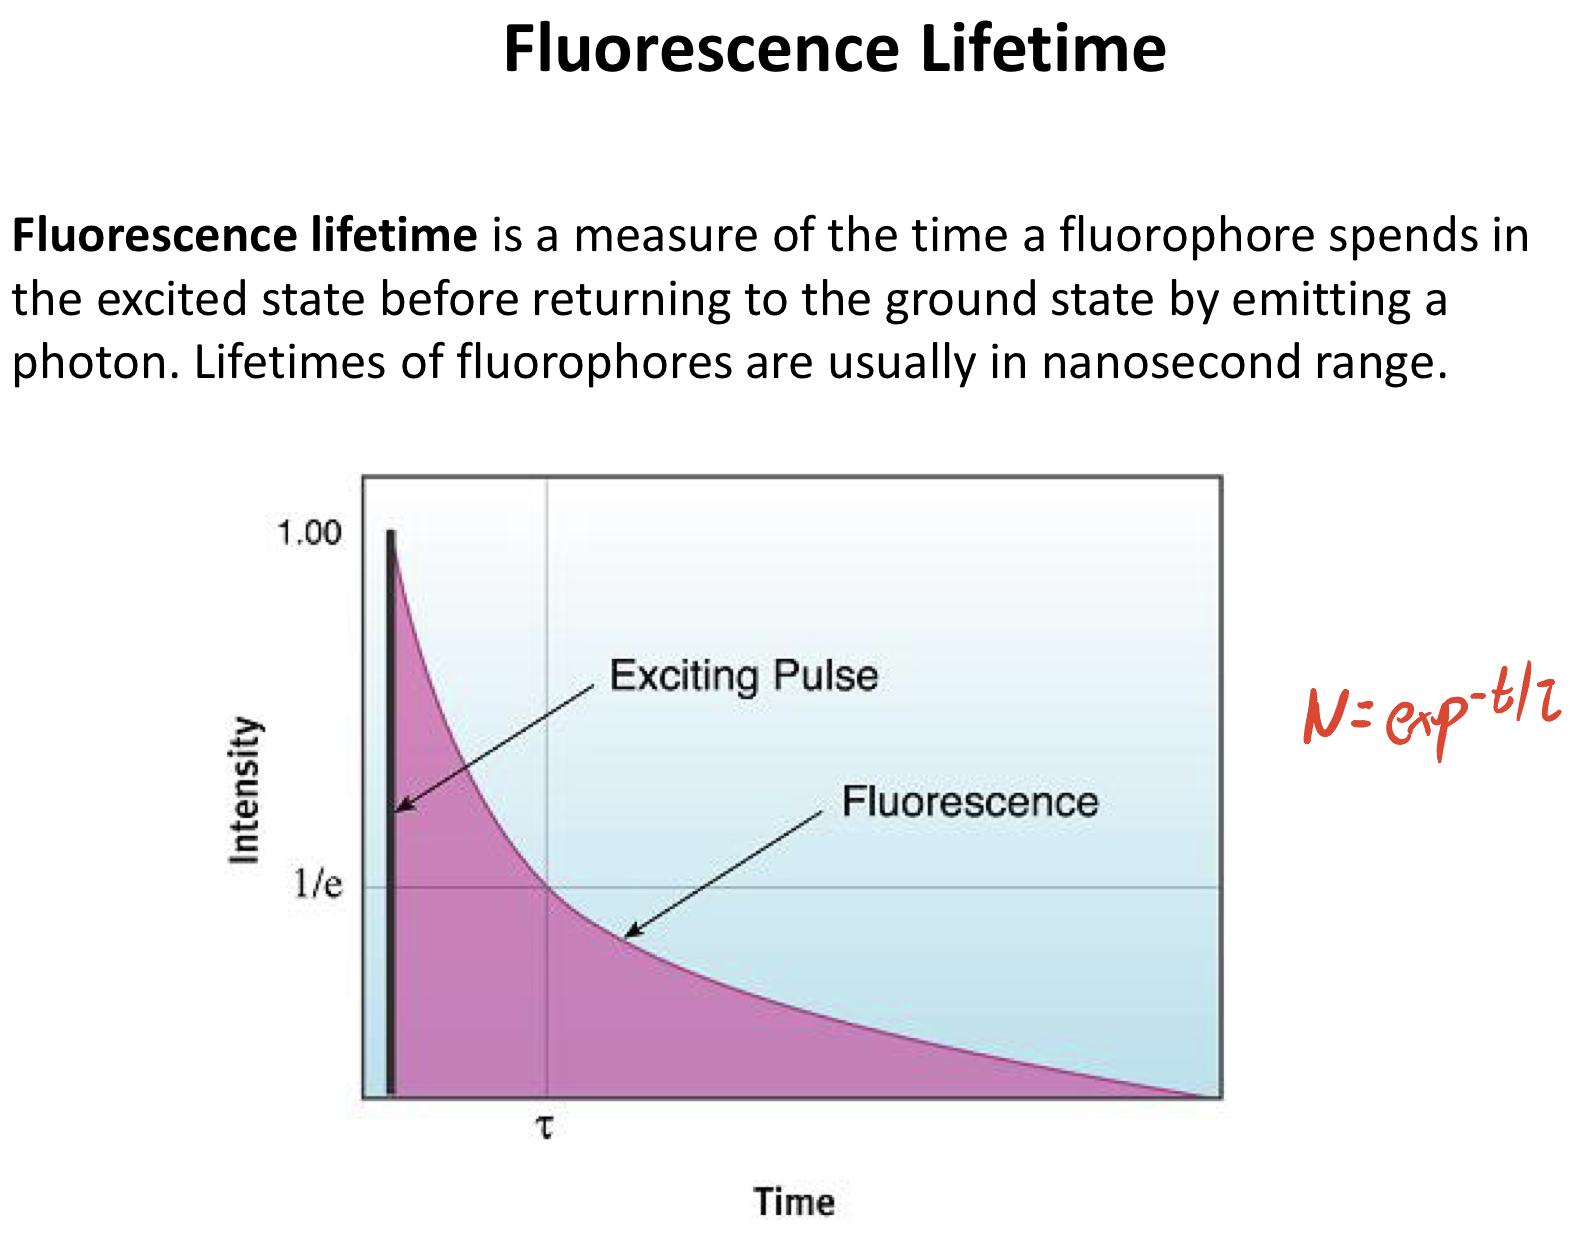 Fluorescence Lifetime
Fluorescence lifetime is a measure of the time a fluorophore spends in
the excited state before returning to the ground state by emitting a
photon. Lifetimes of fluorophores are usually in nanosecond range.
1.00
Exciting Pulse
N=exp-t/τ
Intensity
Fluorescence
1/e
τ
Time